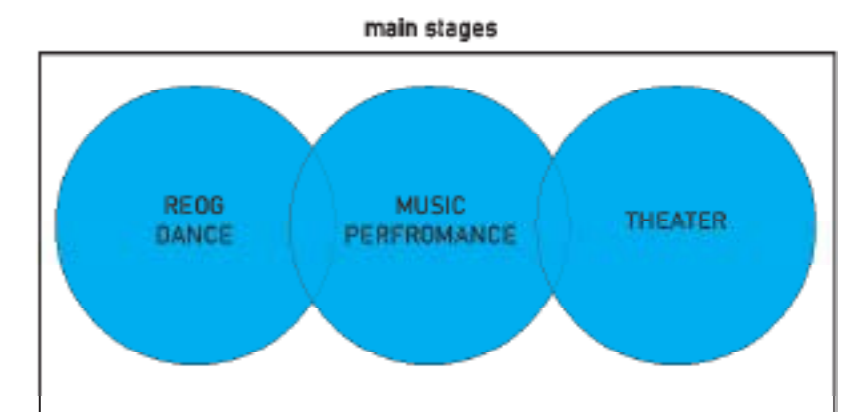 main stages
REOG
DANCE
MUSIC
PERFROMANCE
THEATER